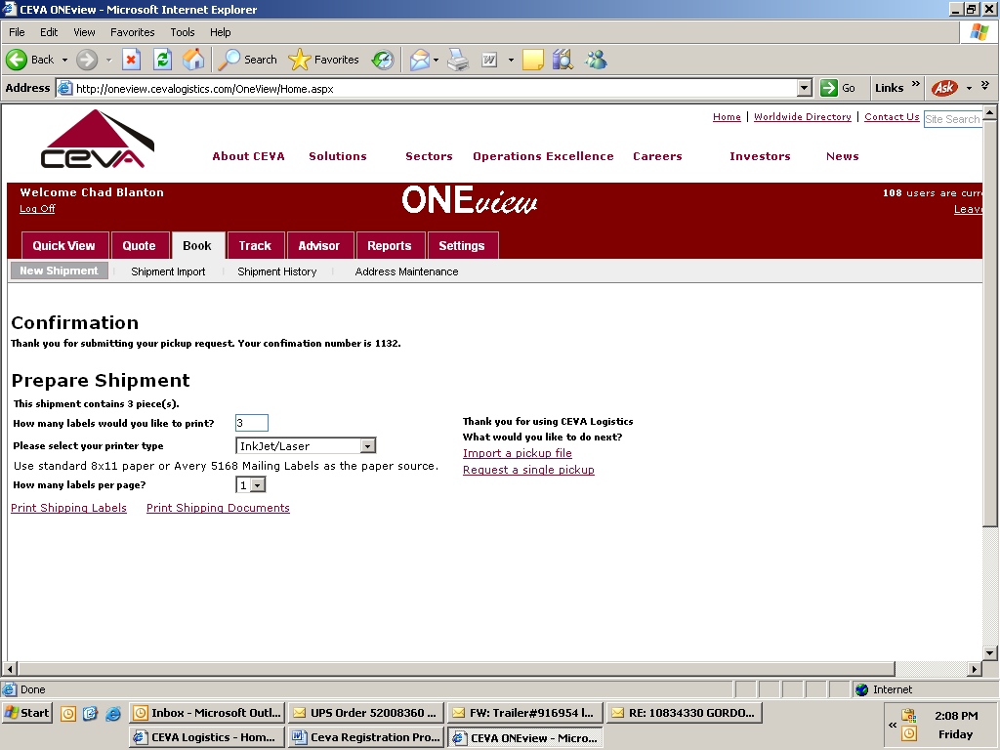 CEVA ONEview - Microsoft Internet Explorer
File Edit View Favorites Tools Help
Back Search Favorites
Address http://oneview.cevalogistics.com/OneView/Home.aspx Go Links » Ask »
Home | Worldwide Directory | Contact Us Site Search
CEVA
About CEVA Solutions Sectors Operations Excellence Careers Investors News
Welcome Chad Blanton
Log Off
ONEview
108 users are curr
Leav
Quick View Quote Book Track Advisor Reports Settings
New Shipment Shipment Import Shipment History Address Maintenance
Confirmation
Thank you for submitting your pickup request. Your confimation number is 1132.
Prepare Shipment
This shipment contains 3 piece(s).
How many labels would you like to print? 3
Please select your printer type InkJet/Laser
Use standard 8x11 paper or Avery 5168 Mailing Labels as the paper source.
How many labels per page? 1
Print Shipping Labels Print Shipping Documents
Thank you for using CEVA Logistics
What would you like to do next?
Import a pickup file
Request a single pickup
Done Internet
Start Inbox - Microsoft Outl... UPS Order 52008360 ... FW: Trailer#916954 l... RE: 10834330 GORDO...
CEVA Logistics - Hom... Ceva Registration Pro... CEVA ONEview - Micro...
« 2:08 PM
Friday